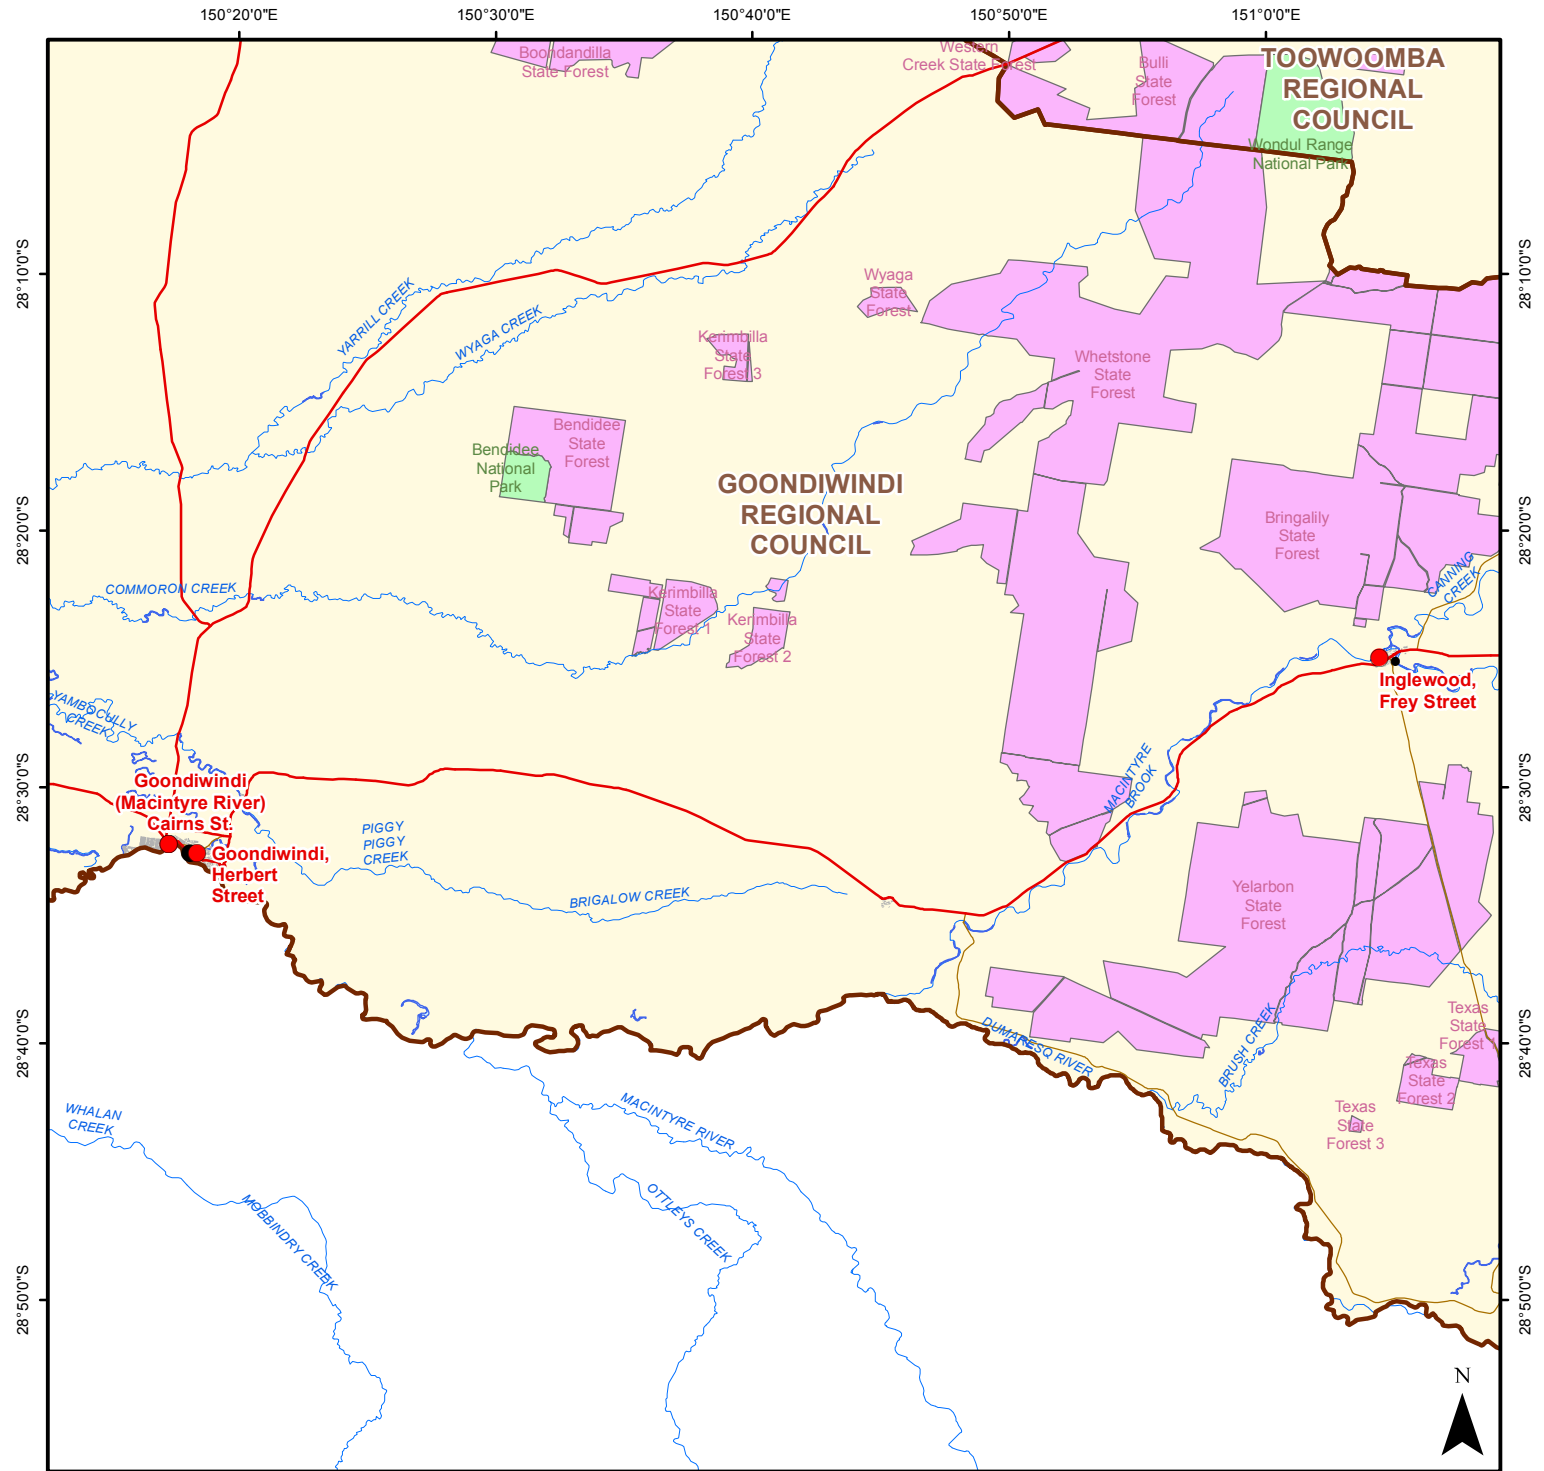 150°20'0"E
150°30'0"E
150°40'0"E
150°50'0"E
151°0'0"E
Boondandilla
State Forest
Western
Creek State Forest
Bulli
State
Forest
TOOWOOMBA
REGIONAL
COUNCIL
Wondul Range
National Park
28°10'0"S
28°10'0"S
YARRILL CREEK
WYAGA CREEK
Wyaga
State
Forest
Kerimbilla
State
Forest 3
Whetstone
State
Forest
Bendidee
State
Forest
Bendidee
National
Park
GOONDIWINDI
REGIONAL
COUNCIL
Bringalily
State
Forest
28°20'0"S
28°20'0"S
COMMORON CREEK
Kerimbilla
State
Forest 1
Kerimbilla
State
Forest 2
CANNING
CREEK
Inglewood,
Frey Street
YAMBOCULLY
CREEK
28°30'0"S
28°30'0"S
Goondiwindi
(Macintyre River)
Cairns St.
Goondiwindi,
Herbert
Street
PIGGY
PIGGY
CREEK
BRIGALOW CREEK
MACINTYRE
BROOK
Yelarbon
State
Forest
28°40'0"S
28°40'0"S
DUMARESQ RIVER
BRUSH CREEK
Texas
State
Forest 1
Texas
State
Forest 2
Texas
State
Forest 3
WHALAN
CREEK
MACINTYRE RIVER
MOBBINDRY CREEK
OTTLEYS CREEK
28°50'0"S
28°50'0"S
N